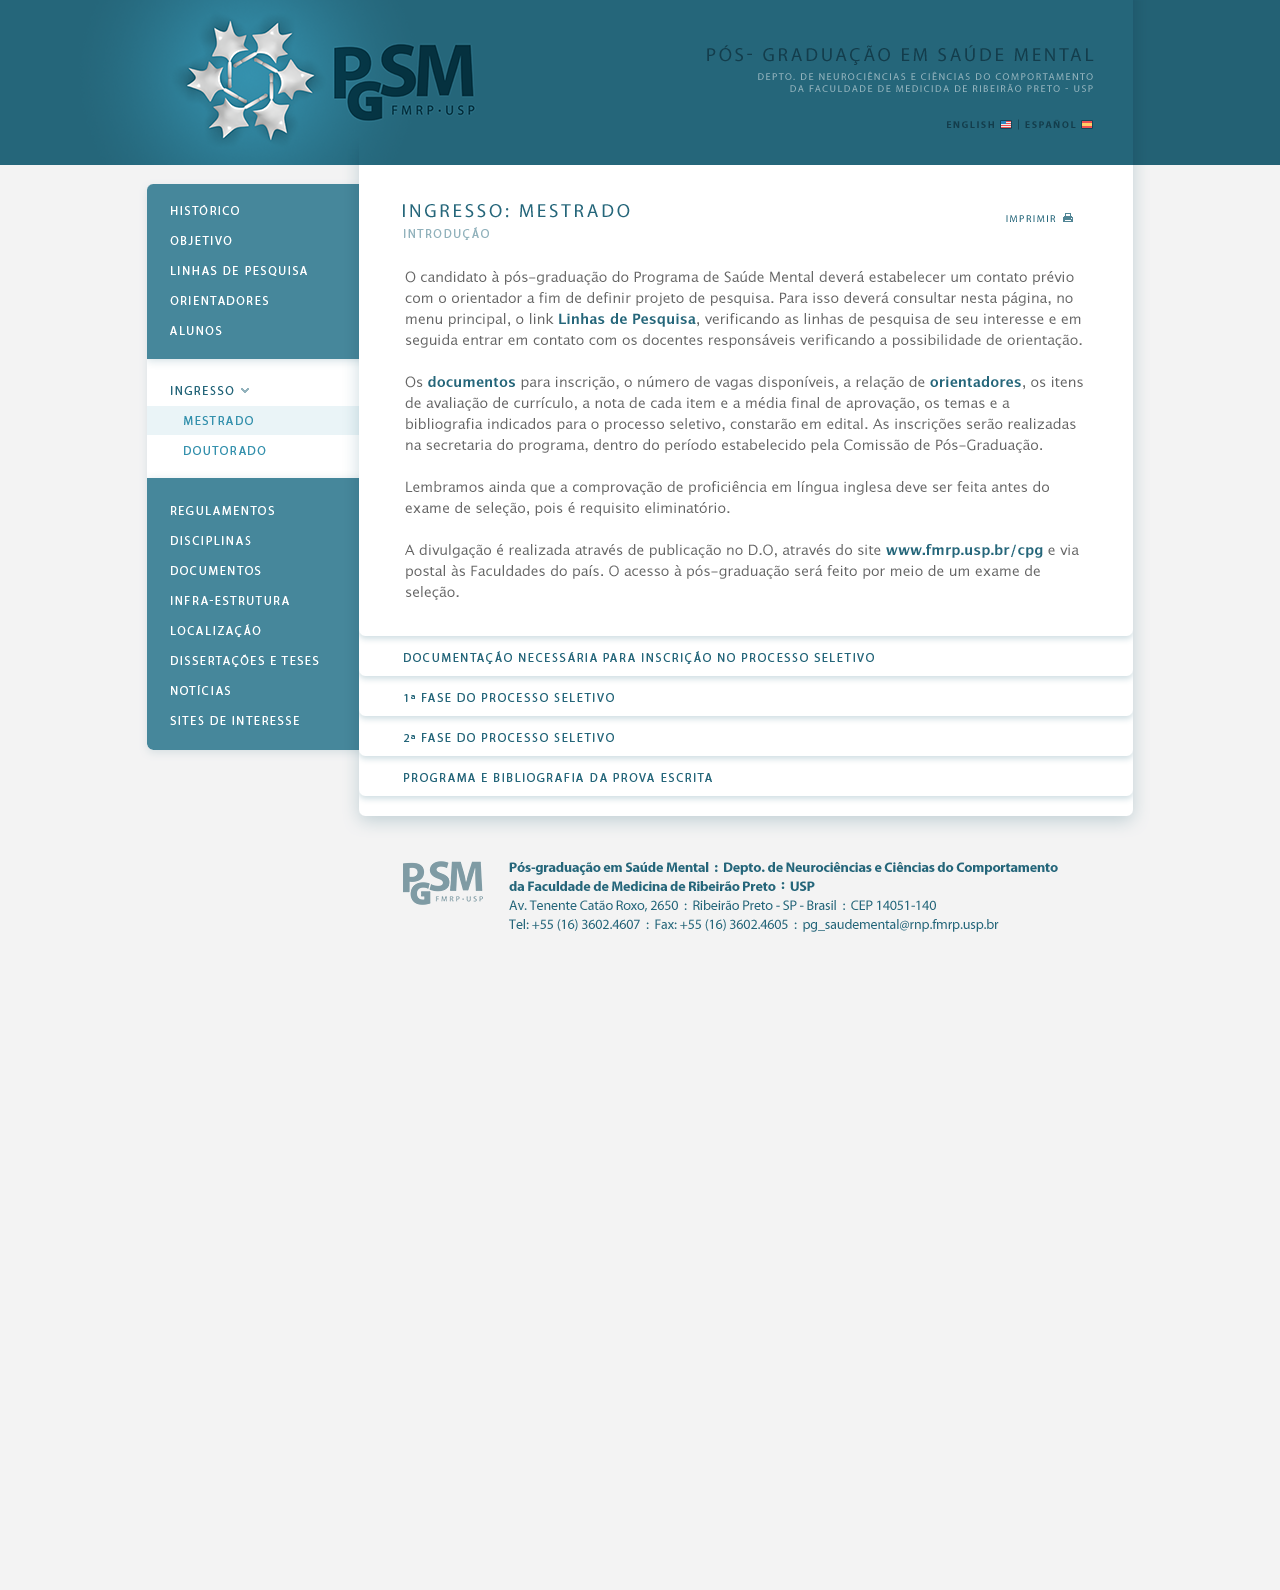 PGSM
FMRP·USP
PÓS- GRADUAÇÃO EM SAÚDE MENTAL
DEPTO. DE NEUROCIÊNCIAS E CIÊNCIAS DO COMPORTAMENTO
DA FACULDADE DE MEDICIDA DE RIBEIRÃO PRETO - USP
ENGLISH | ESPAÑOL
HISTÓRICO
OBJETIVO
LINHAS DE PESQUISA
ORIENTADORES
ALUNOS
INGRESSO
MESTRADO
DOUTORADO
REGULAMENTOS
DISCIPLINAS
DOCUMENTOS
INFRA-ESTRUTURA
LOCALIZAÇÃO
DISSERTAÇÕES E TESES
NOTÍCIAS
SITES DE INTERESSE
INGRESSO: MESTRADO
INTRODUÇÃO
IMPRIMIR
O candidato à pós-graduação do Programa de Saúde Mental deverá estabelecer um contato prévio
com o orientador a fim de definir projeto de pesquisa. Para isso deverá consultar nesta página, no
menu principal, o link Linhas de Pesquisa, verificando as linhas de pesquisa de seu interesse e em
seguida entrar em contato com os docentes responsáveis verificando a possibilidade de orientação.
Os documentos para inscrição, o número de vagas disponíveis, a relação de orientadores, os itens
de avaliação de currículo, a nota de cada item e a média final de aprovação, os temas e a
bibliografia indicados para o processo seletivo, constarão em edital. As inscrições serão realizadas
na secretaria do programa, dentro do período estabelecido pela Comissão de Pós-Graduação.
Lembramos ainda que a comprovação de proficiência em língua inglesa deve ser feita antes do
exame de seleção, pois é requisito eliminatório.
A divulgação é realizada através de publicação no D.O, através do site www.fmrp.usp.br/cpg e via
postal às Faculdades do país. O acesso à pós-graduação será feito por meio de um exame de
seleção.
DOCUMENTAÇÃO NECESSÁRIA PARA INSCRIÇÃO NO PROCESSO SELETIVO
1ª FASE DO PROCESSO SELETIVO
2ª FASE DO PROCESSO SELETIVO
PROGRAMA E BIBLIOGRAFIA DA PROVA ESCRITA
PGSM
FMRP·USP
Pós-graduação em Saúde Mental : Depto. de Neurociências e Ciências do Comportamento
da Faculdade de Medicina de Ribeirão Preto : USP
Av. Tenente Catão Roxo, 2650 : Ribeirão Preto - SP - Brasil : CEP 14051-140
Tel: +55 (16) 3602.4607 : Fax: +55 (16) 3602.4605 : pg_saudemental@rnp.fmrp.usp.br